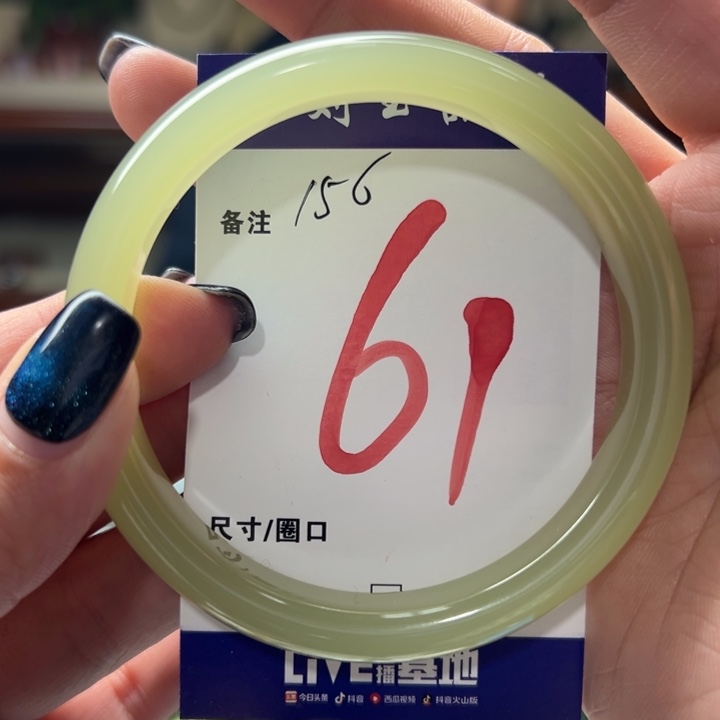 备注 156
61
尺寸/圈口
LIVE播基地
今日头条 抖音 西瓜视频 抖音火山版